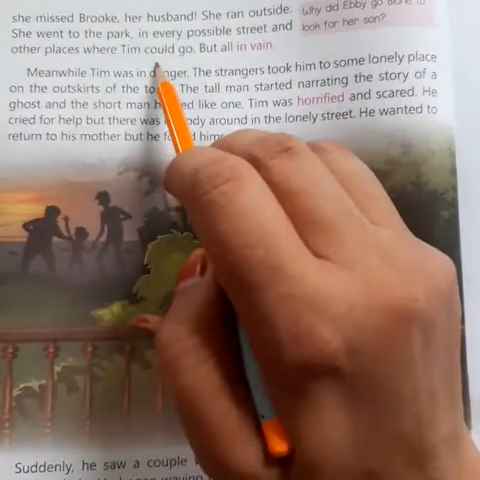 she missed Brooke, her husband! She ran outside.
She went to the park, in every possible street and
other places where Tim could go. But all in vain.
Why did Ebby go alone to
look for her son?
Meanwhile Tim was in danger. The strangers took him to some lonely place
on the outskirts of the The tall man started narrating the story of a
ghost and the short man like one. Tim was horrified and scared. He
cried for help but there was around in the lonely street. He wanted to
return to his mother but he
Suddenly, he saw a couple